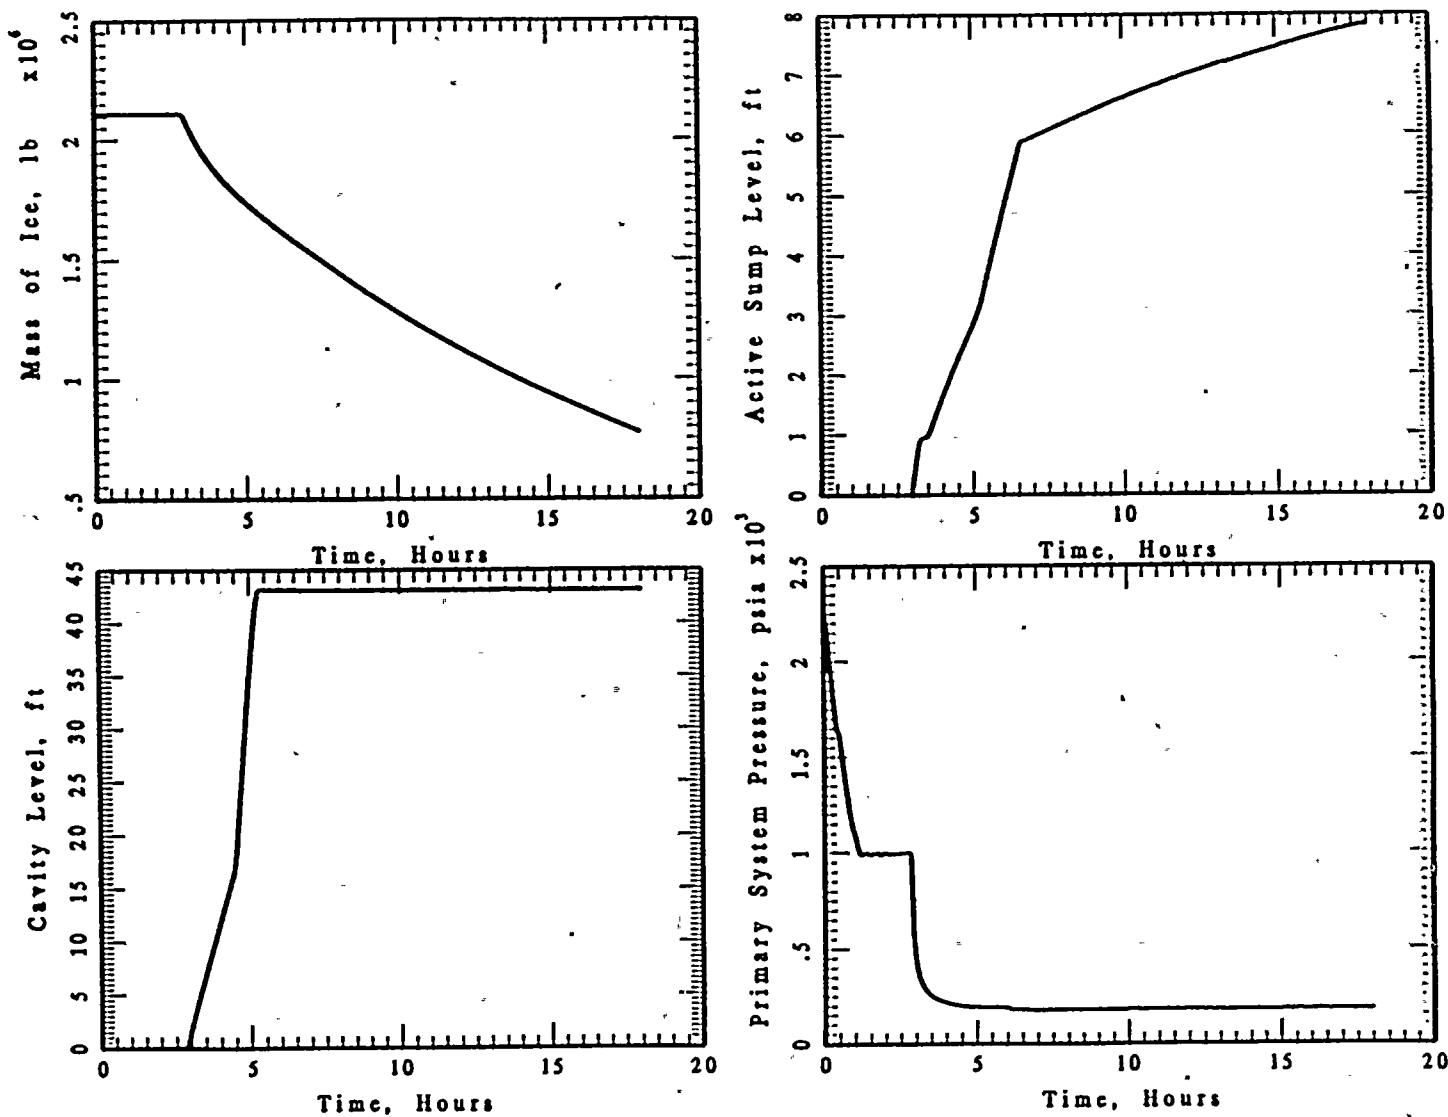 Mass of Ice, lb x10^6
2.5
2
1.5
1
.5
0 5 10 15 20
Time, Hours
Active Sump Level, ft
8
7
6
5
4
3
2
1
0
0 5 10 15 20
Time, Hours
Cavity Level, ft
45
40
35
30
25
20
15
10
5
0
0 5 10 15 20
Time, Hours
Primary System Pressure, psia x10^3
2.5
2
1.5
1
.5
0
0 5 10 15 20
Time, Hours